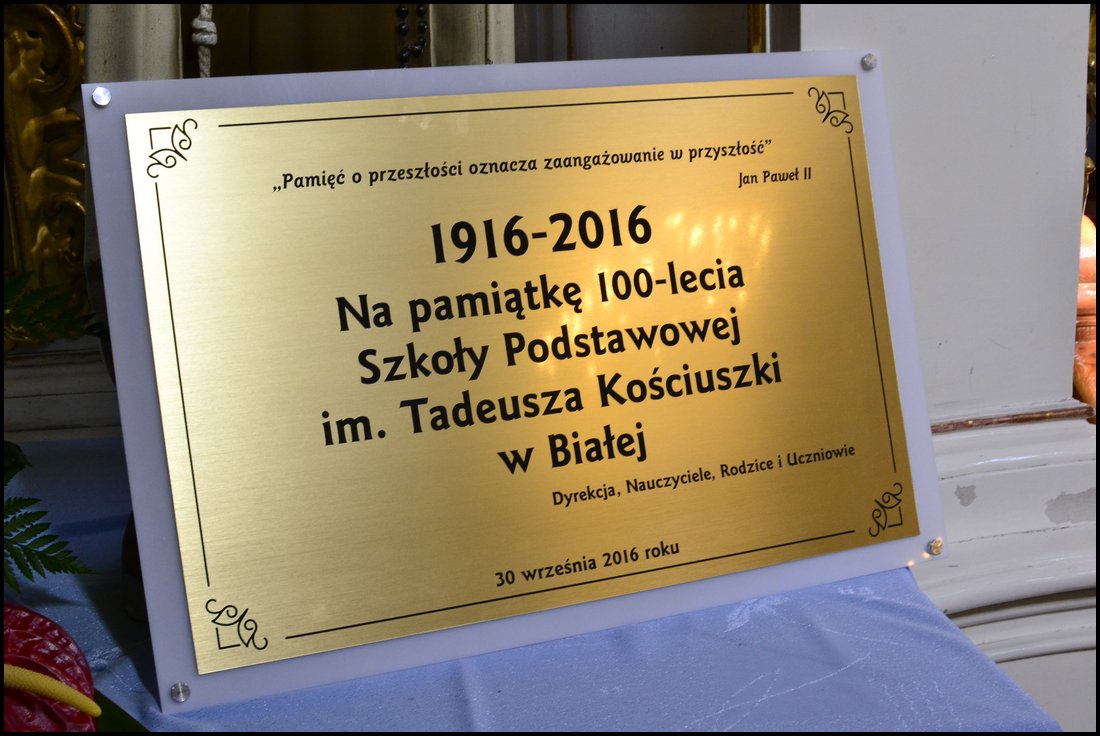 „Pamięć o przeszłości oznacza zaangażowanie w przyszłość”
Jan Paweł II
1916-2016
Na pamiątkę 100-lecia
Szkoły Podstawowej
im. Tadeusza Kościuszki
w Białej
Dyrekcja, Nauczyciele, Rodzice i Uczniowie
30 września 2016 roku